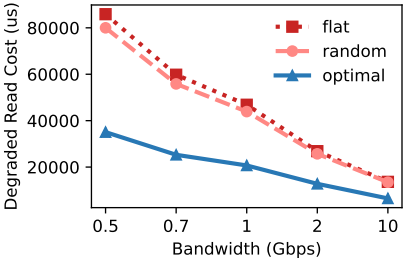 Degraded Read Cost (us)
80000
60000
40000
20000
flat
random
optimal
0.5 0.7 1 2 10
Bandwidth (Gbps)